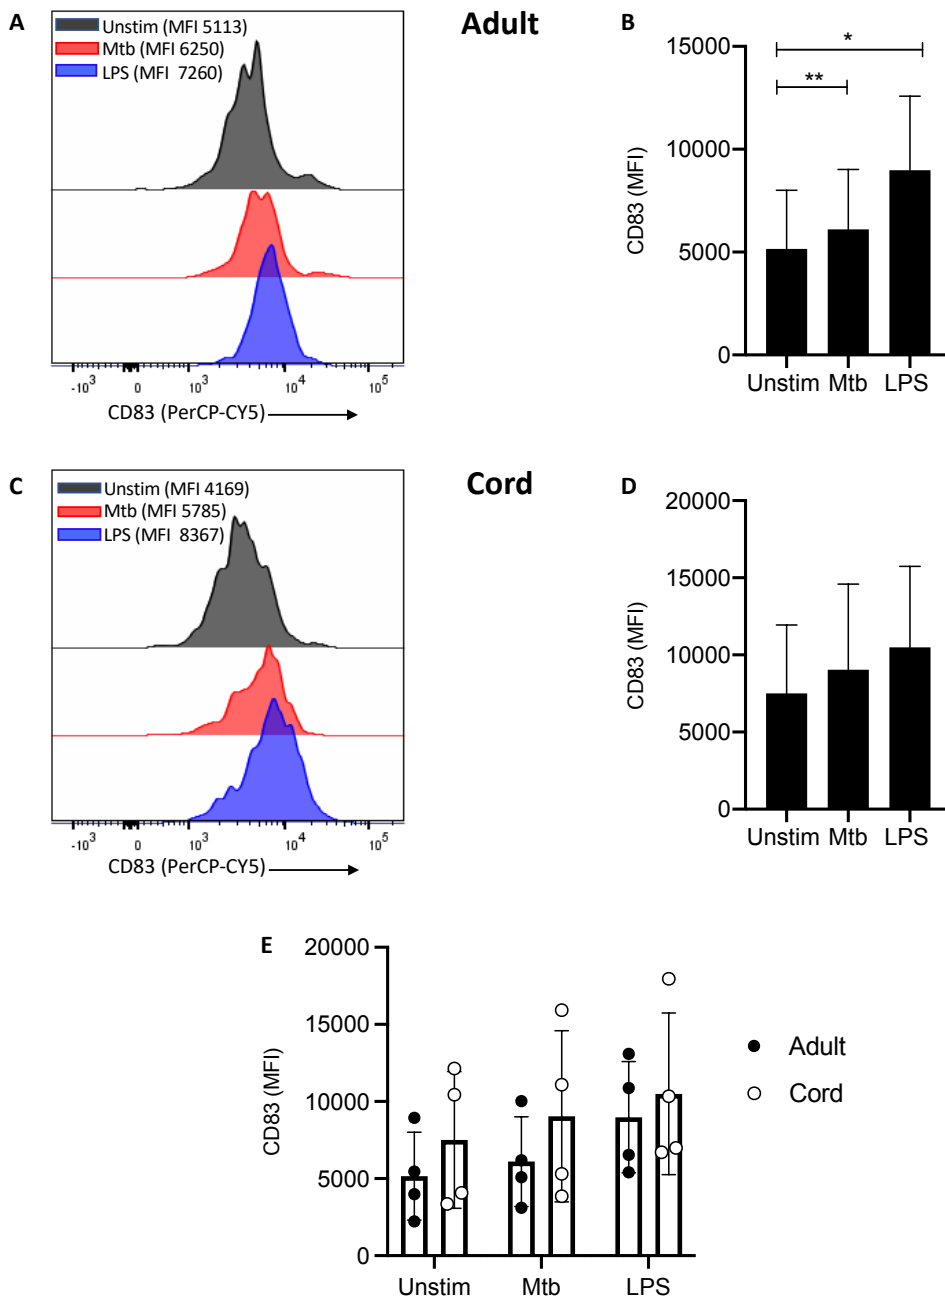 A
Adult
Unstim (MFI 5113)
Mtb (MFI 6250)
LPS (MFI 7260)
-10³ 0 10³ 10⁴ 10⁵
CD83 (PerCP-CY5)
B
15000
10000
5000
0
CD83 (MFI)
*
**
Unstim Mtb LPS
C
Cord
Unstim (MFI 4169)
Mtb (MFI 5785)
LPS (MFI 8367)
-10³ 0 10³ 10⁴ 10⁵
CD83 (PerCP-CY5)
D
20000
15000
10000
5000
0
CD83 (MFI)
Unstim Mtb LPS
E
20000
15000
10000
5000
0
CD83 (MFI)
Unstim Mtb LPS
Adult
Cord